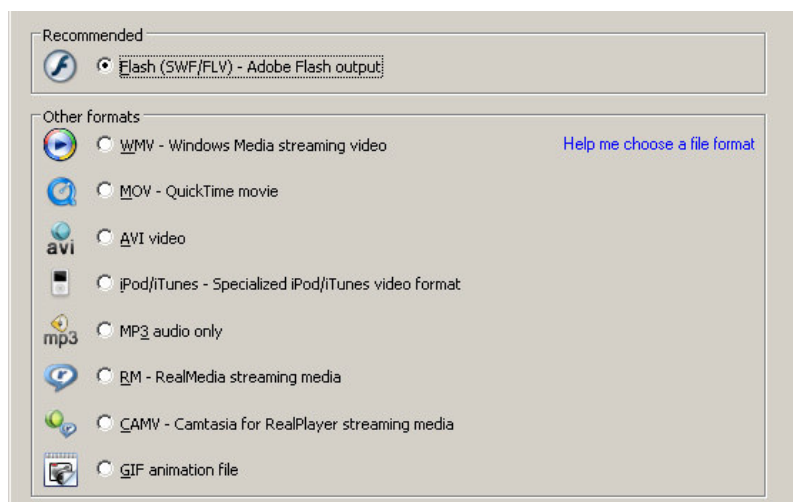 Recommended
Flash (SWF/FLV) - Adobe Flash output
Other formats
WMV - Windows Media streaming video
Help me choose a file format
MOV - QuickTime movie
avi
AVI video
iPod/iTunes - Specialized iPod/iTunes video format
mp3
MP3 audio only
RM - RealMedia streaming media
CAMV - Camtasia for RealPlayer streaming media
GIF animation file